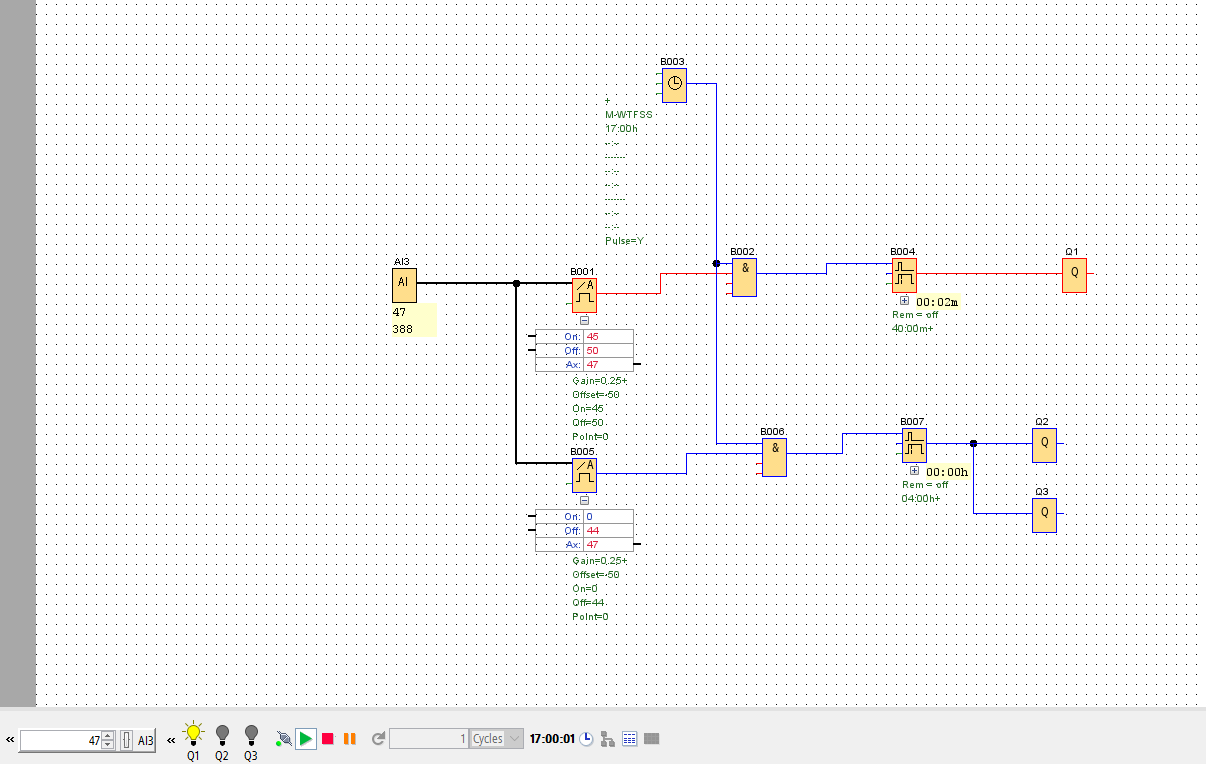 B003
+
M-WTFSS
17:00h
--:--
-------
--:--
--:--
-------
--:--
--:--
Pulse=Y
AI3
AI
47
388
B001
/A
On: 45
Off: 50
Ax: 47
Gain=0.25+
Offset=-50
On=45
Off=50
Point=0
B002
&
B004
00:02m
Rem = off
40:00m+
Q1
Q
B005
/A
On: 0
Off: 44
Ax: 47
Gain=0.25+
Offset=-50
On=0
Off=44
Point=0
B006
&
B007
00:00h
Rem = off
04:00h+
Q2
Q
Q3
Q
« 47 AI3 « Q1 Q2 Q3 1 Cycles 17:00:01